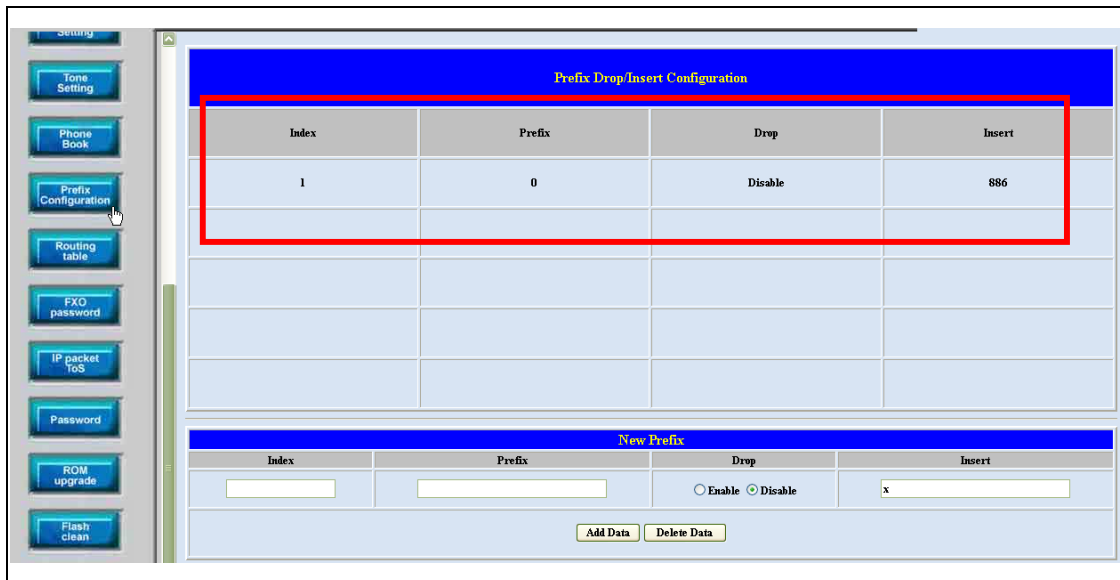 Setting
Tone
Setting
Phone
Book
Prefix
Configuration
Routing
table
FXO
password
IP packet
ToS
Password
ROM
upgrade
Flash
clean
Prefix Drop/Insert Configuration
Index Prefix Drop Insert
1 0 Disable 886
New Prefix
Index Prefix Drop Insert
Enable Disable x
Add Data Delete Data